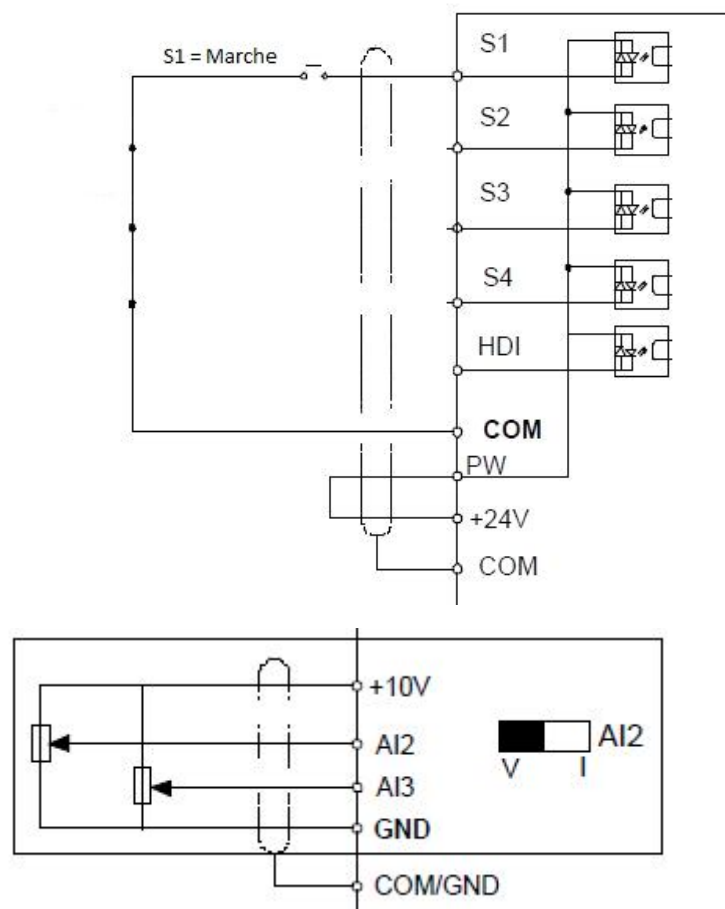 S1
S1 = Marche
S2
S3
S4
HDI
COM
PW
+24V
COM
+10V
AI2
AI2
V I
AI3
GND
COM/GND